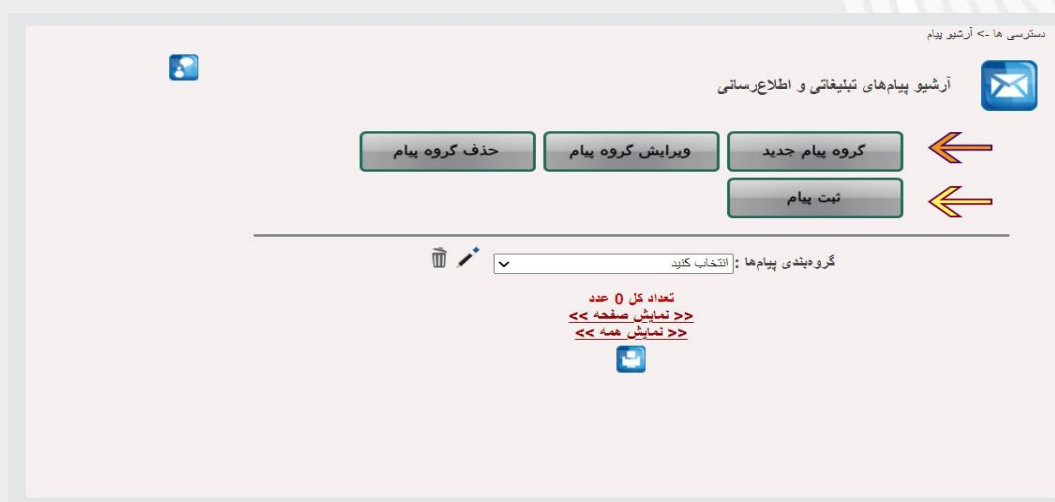 دسترسی ها -> آرشیو پیام
آرشیو پیام‌های تبلیغاتی و اطلاع‌رسانی
گروه پیام جدید
ویرایش گروه پیام
حذف گروه پیام
ثبت پیام
گروه‌بندی پیام‌ها : انتخاب کنید
تعداد کل 0 عدد
<< نمایش صفحه >>
<< نمایش همه >>